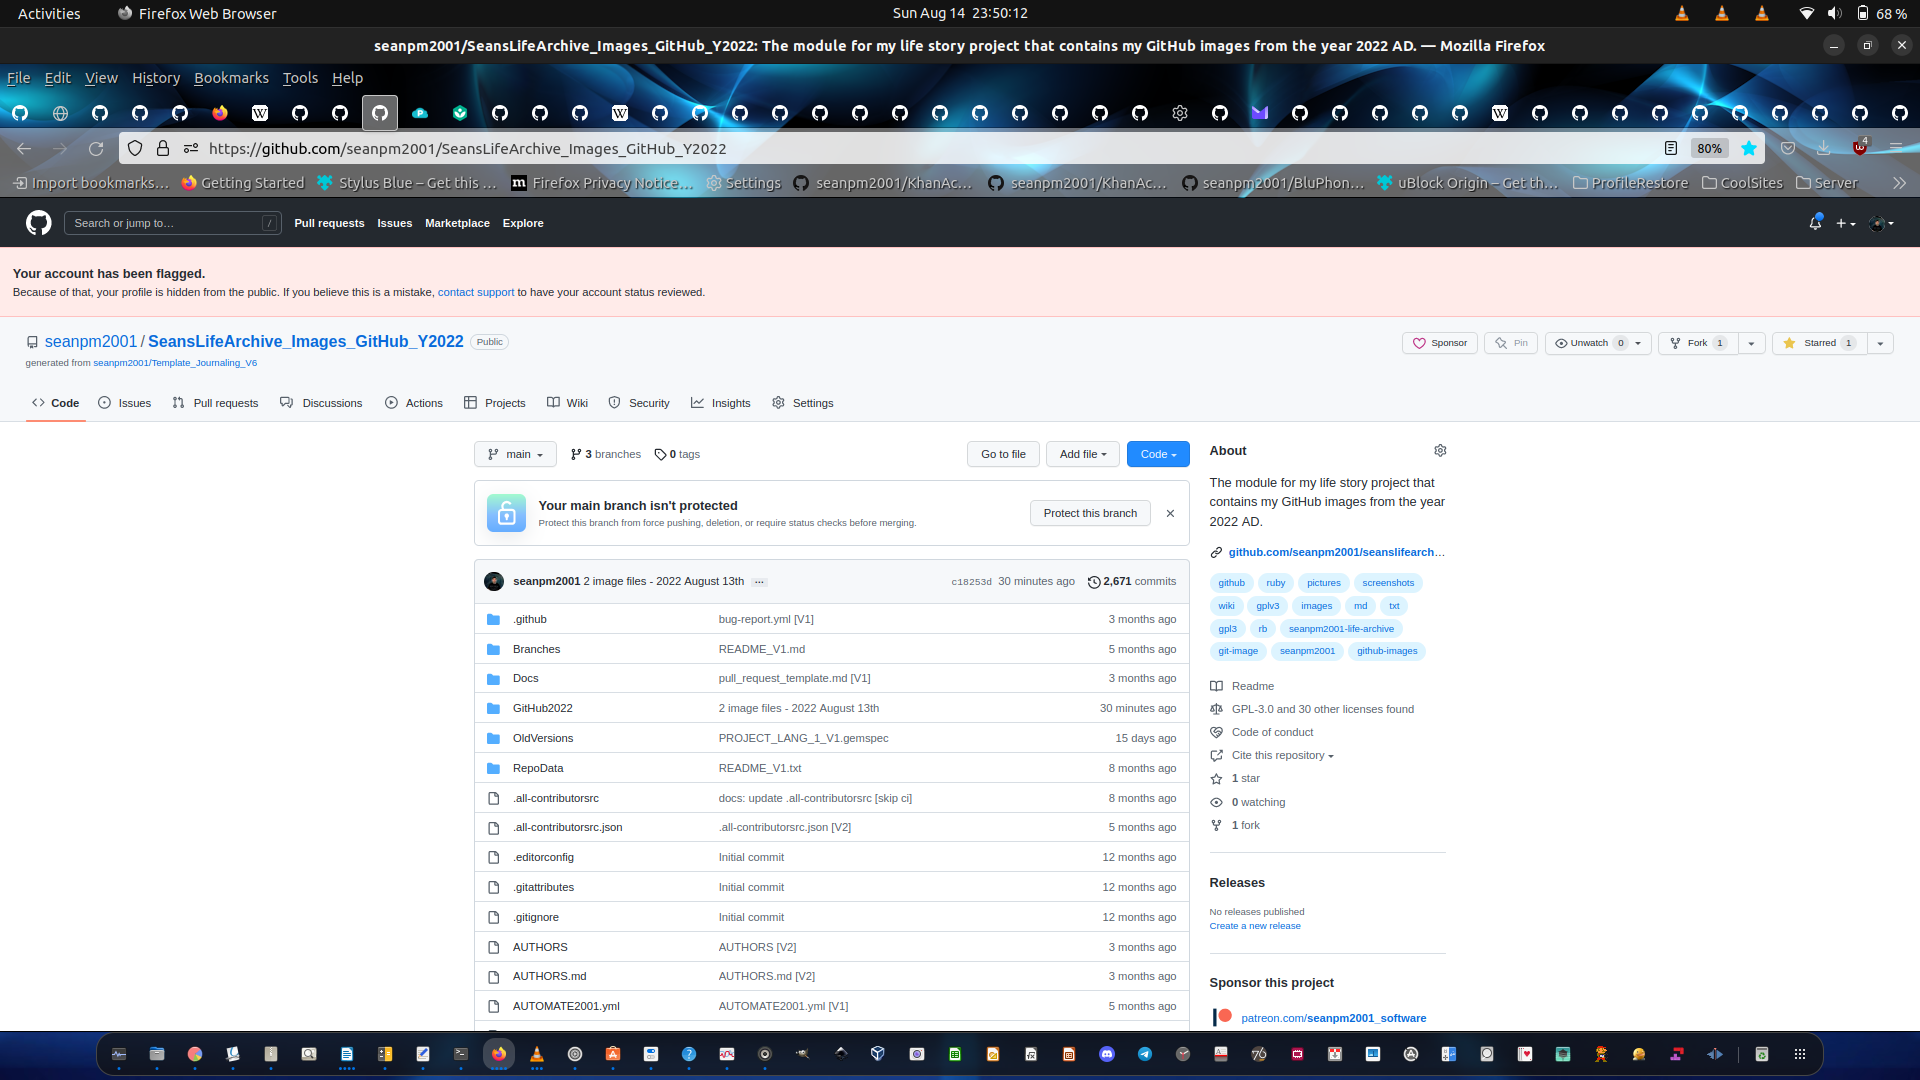 Activities
Firefox Web Browser
Sun Aug 14 23:50:12
68 %
seanpm2001/SeansLifeArchive_Images_GitHub_Y2022: The module for my life story project that contains my GitHub images from the year 2022 AD. — Mozilla Firefox
File Edit View History Bookmarks Tools Help
https://github.com/seanpm2001/SeansLifeArchive_Images_GitHub_Y2022
80%
4
Import bookmarks… Getting Started Stylus Blue – Get this … Firefox Privacy Notice… Settings seanpm2001/KhanAc… seanpm2001/KhanAc… seanpm2001/BluPhon… uBlock Origin – Get th… ProfileRestore CoolSites Server
Search or jump to… /
Pull requests Issues Marketplace Explore
Your account has been flagged.
Because of that, your profile is hidden from the public. If you believe this is a mistake, contact support to have your account status reviewed.
seanpm2001 / SeansLifeArchive_Images_GitHub_Y2022 Public
Sponsor Pin Unwatch 0 Fork 1 Starred 1
generated from seanpm2001/Template_Journaling_V6
Code Issues Pull requests Discussions Actions Projects Wiki Security Insights Settings
main 3 branches 0 tags Go to file Add file Code
Your main branch isn't protected
Protect this branch from force pushing, deletion, or require status checks before merging.
Protect this branch
seanpm2001 2 image files - 2022 August 13th ... c18253d 30 minutes ago 2,671 commits
.github bug-report.yml [V1] 3 months ago
Branches README_V1.md 5 months ago
Docs pull_request_template.md [V1] 3 months ago
GitHub2022 2 image files - 2022 August 13th 30 minutes ago
OldVersions PROJECT_LANG_1_V1.gemspec 15 days ago
RepoData README_V1.txt 8 months ago
.all-contributorsrc docs: update .all-contributorsrc [skip ci] 8 months ago
.all-contributorsrc.json .all-contributorsrc.json [V2] 5 months ago
.editorconfig Initial commit 12 months ago
.gitattributes Initial commit 12 months ago
.gitignore Initial commit 12 months ago
AUTHORS AUTHORS [V2] 3 months ago
AUTHORS.md AUTHORS.md [V2] 3 months ago
AUTOMATE2001.yml AUTOMATE2001.yml [V1] 5 months ago
About
The module for my life story project that
contains my GitHub images from the year
2022 AD.
github.com/seanpm2001/seanslifearch…
github ruby pictures screenshots
wiki gplv3 images md txt
gpl3 rb seanpm2001-life-archive
git-image seanpm2001 github-images
Readme
GPL-3.0 and 30 other licenses found
Code of conduct
Cite this repository
1 star
0 watching
1 fork
Releases
No releases published
Create a new release
Sponsor this project
patreon.com/seanpm2001_software